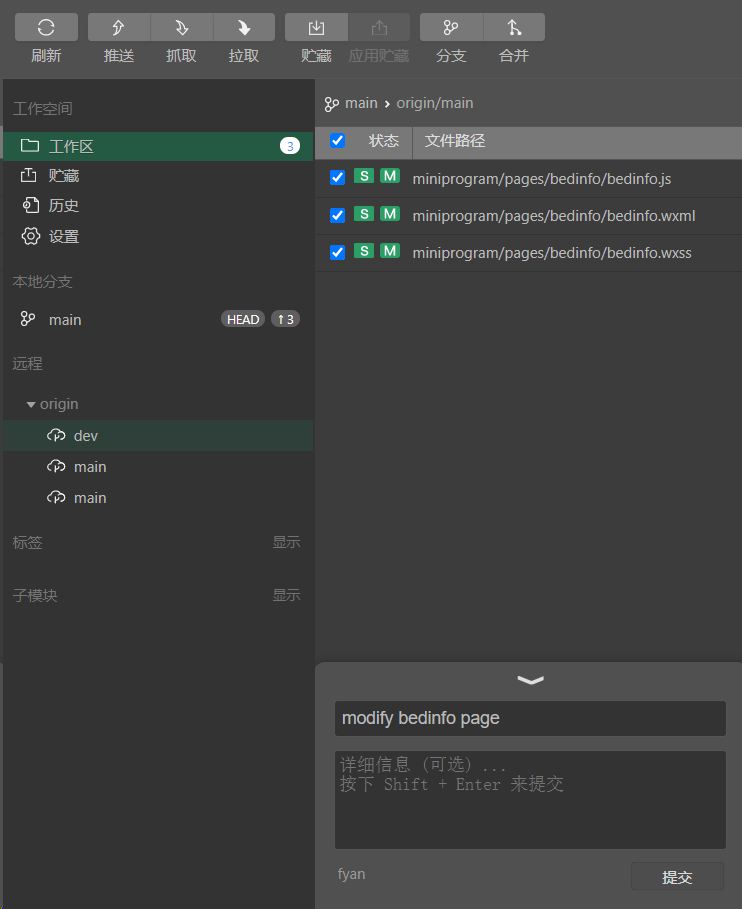 刷新 推送 抓取 拉取 贮藏 应用贮藏 分支 合并
工作空间
工作区 3
贮藏
历史
设置
本地分支
main HEAD ↑3
远程
origin
dev
main
main
标签 显示
子模块 显示
main › origin/main
状态 文件路径
S M miniprogram/pages/bedinfo/bedinfo.js
S M miniprogram/pages/bedinfo/bedinfo.wxml
S M miniprogram/pages/bedinfo/bedinfo.wxss
modify bedinfo page
详细信息 (可选) ...
按下 Shift + Enter 来提交
fyan 提交